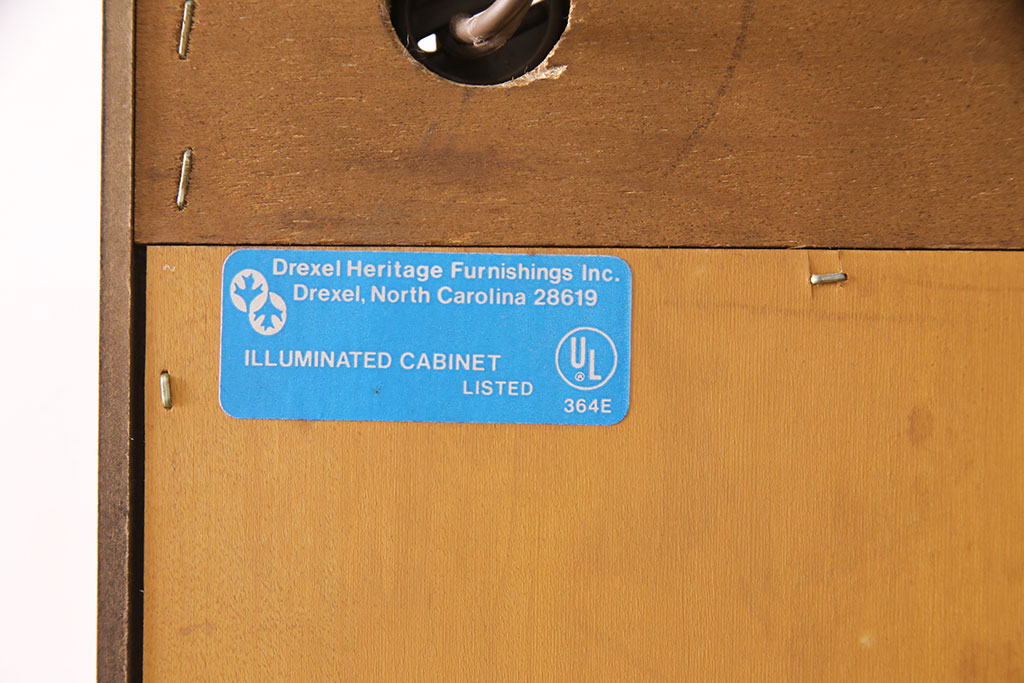 Drexel Heritage Furnishings Inc.
Drexel, North Carolina 28619
ILLUMINATED CABINET
LISTED
UL
®
364E